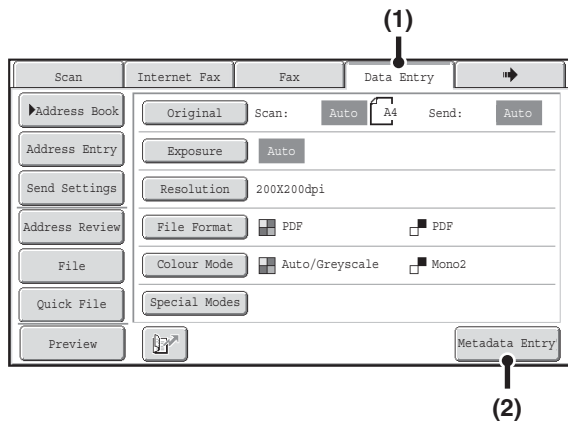 (1)
Scan Internet Fax Fax Data Entry
Address Book Original Scan: Auto A4 Send: Auto
Address Entry Exposure Auto
Send Settings Resolution 200X200dpi
Address Review File Format PDF PDF
File Colour Mode Auto/Greyscale Mono2
Quick File Special Modes
Preview Metadata Entry
(2)